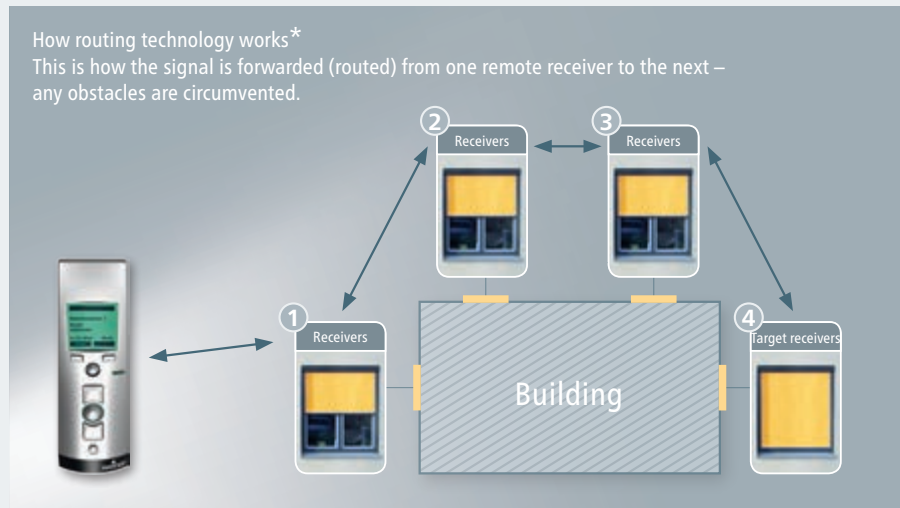 How routing technology works*
This is how the signal is forwarded (routed) from one remote receiver to the next –
any obstacles are circumvented.
2
Receivers
3
Receivers
1
Receivers
4
Target receivers
Building